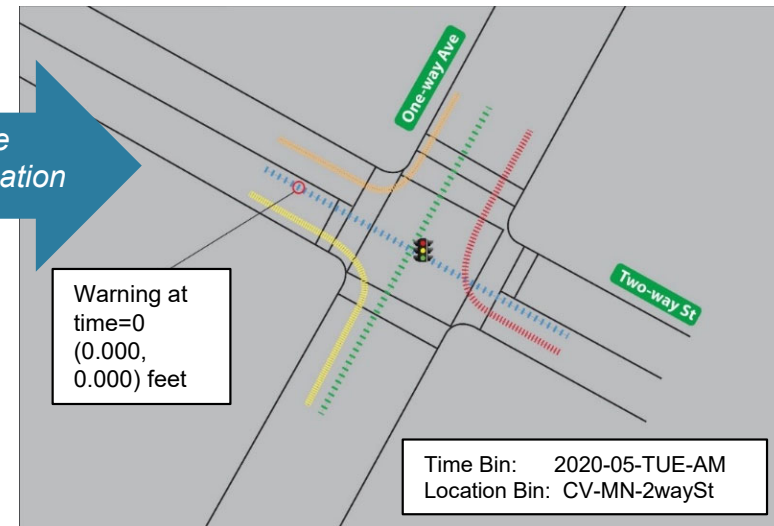 One-way Ave
Two-way St
Warning at
time=0
(0.000,
0.000) feet
Time Bin: 2020-05-TUE-AM
Location Bin: CV-MN-2waySt